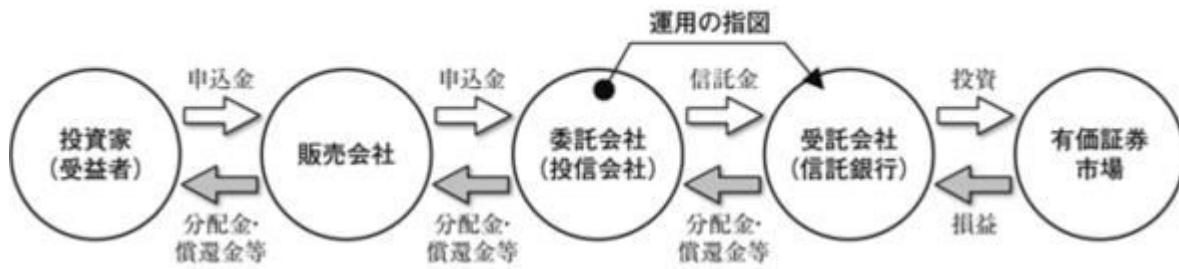 運用の指図
申込金
申込金
信託金
投資
投資家
(受益者)
販売会社
委託会社
(投信会社)
受託会社
(信託銀行)
有価証券
市場
分配金・
償還金等
分配金・
償還金等
分配金・
償還金等
損益